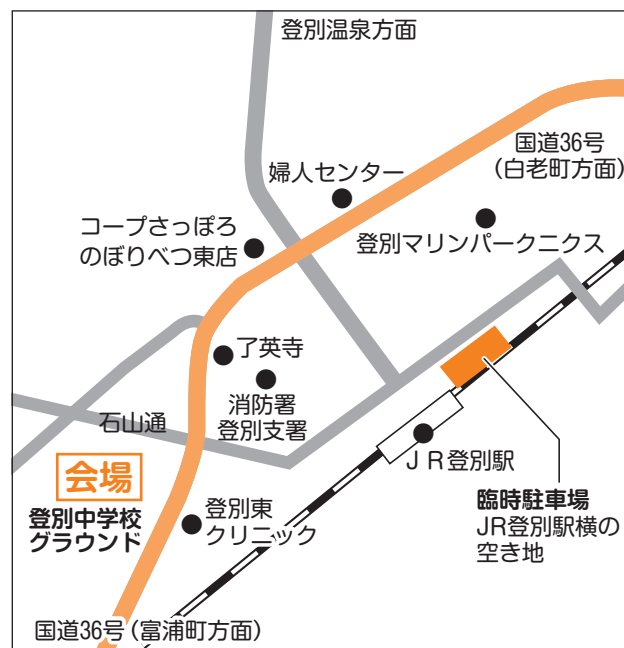 登別温泉方面
国道36号
（白老町方面）
婦人センター
コープさっぽろ
のぼりべつ東店
登別マリンパークニクス
了英寺
消防署
登別支署
石山通
ＪＲ登別駅
会場
登別中学校
グラウンド
登別東
クリニック
臨時駐車場
JR登別駅横の
空き地
国道36号（富浦町方面）